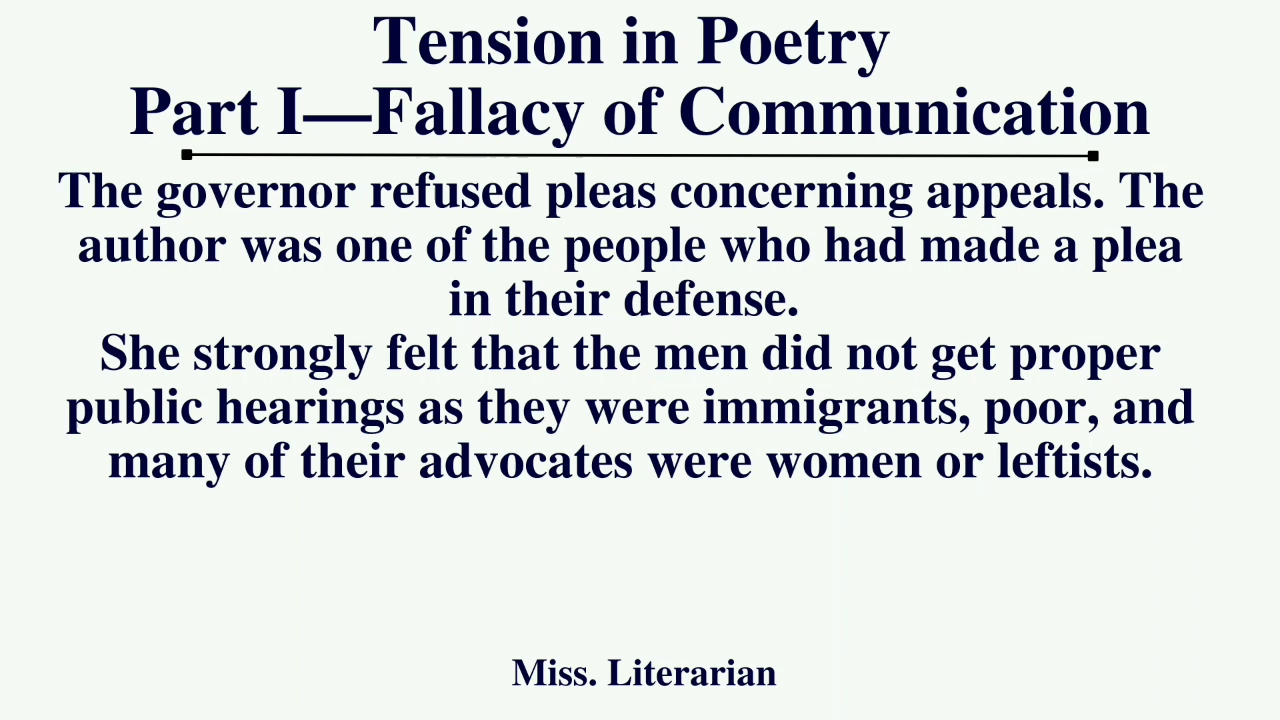 Tension in Poetry
Part I—Fallacy of Communication
The governor refused pleas concerning appeals. The
author was one of the people who had made a plea
in their defense.
She strongly felt that the men did not get proper
public hearings as they were immigrants, poor, and
many of their advocates were women or leftists.
Miss. Literarian